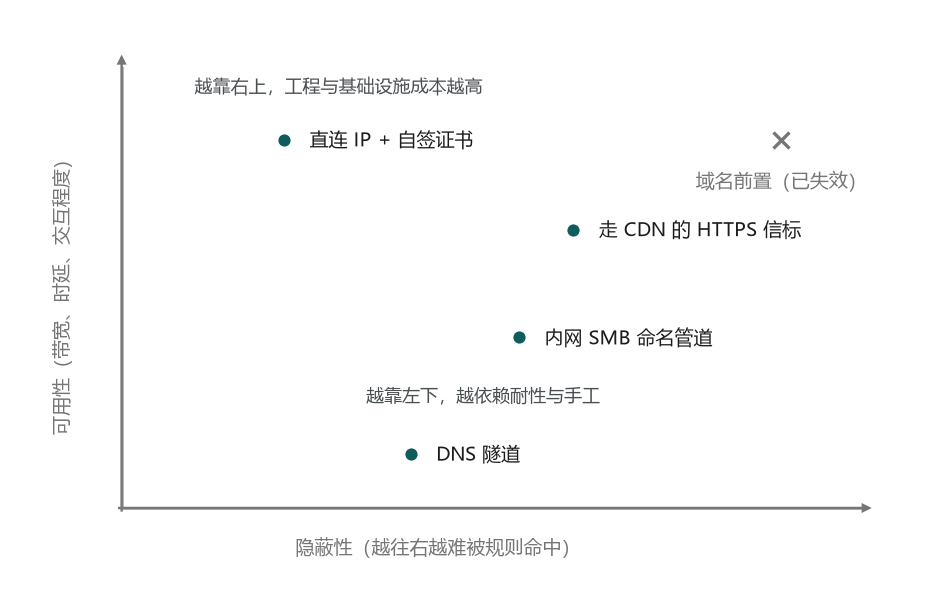 越靠右上，工程与基础设施成本越高
直连 IP + 自签证书
域名前置（已失效）
走 CDN 的 HTTPS 信标
可用性（带宽、时延、交互程度）
内网 SMB 命名管道
越靠左下，越依赖耐性与手工
DNS 隧道
隐蔽性（越往右越难被规则命中）